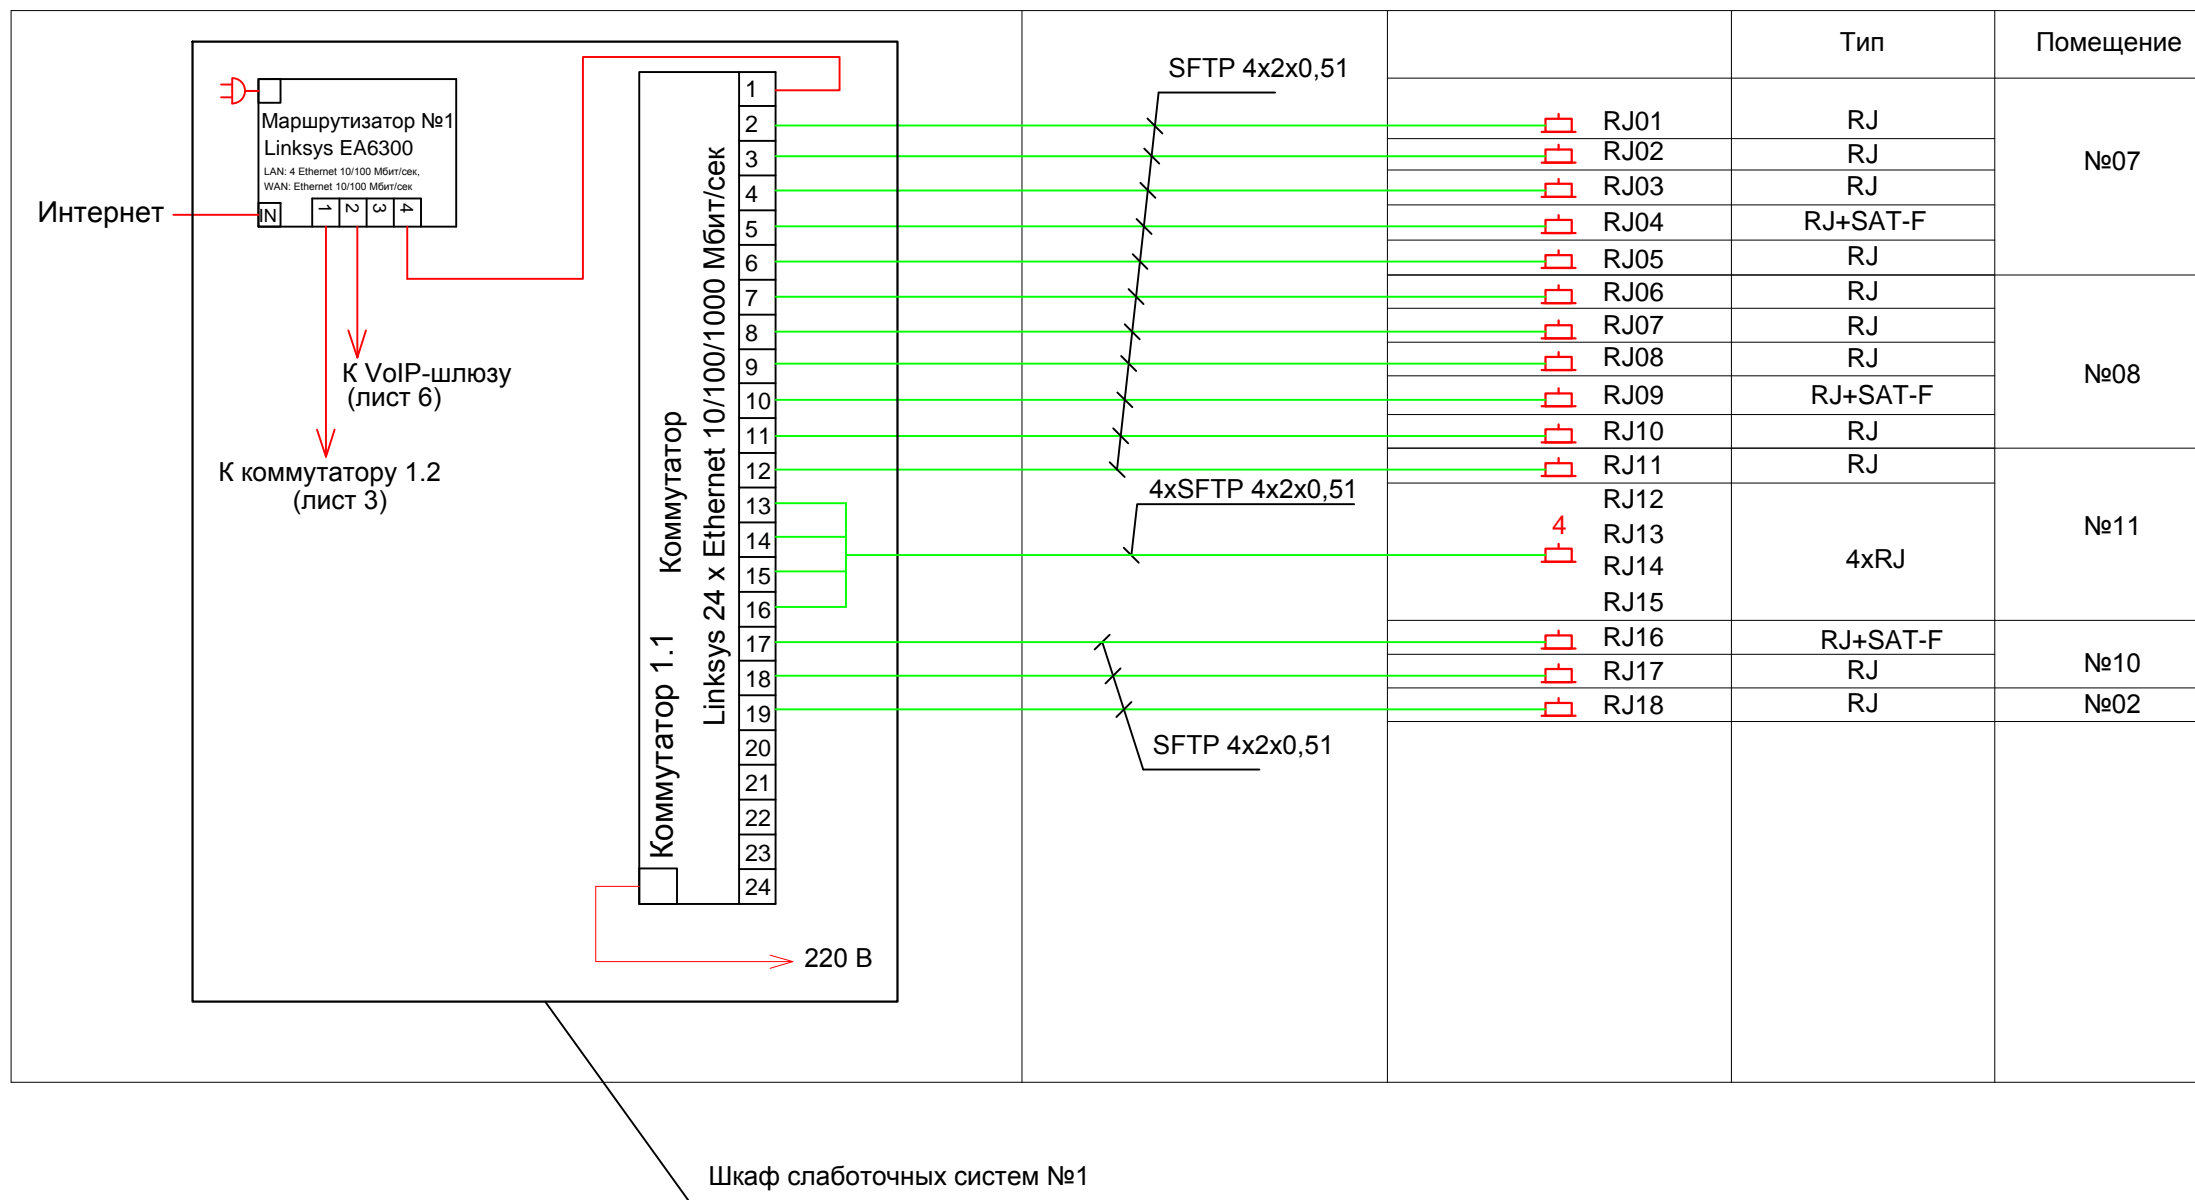 Тип
Помещение
SFTP 4x2x0,51
Маршрутизатор №1
Linksys EA6300
LAN: 4 Ethernet 10/100 Мбит/сек,
WAN: Ethernet 10/100 Мбит/сек
IN
1
2
3
4
Интернет
К VoIP-шлюзу
(лист 6)
К коммутатору 1.2
(лист 3)
Коммутатор 1.1
Коммутатор
Linksys 24 x Ethernet 10/100/1000 Мбит/сек
1
2
3
4
5
6
7
8
9
10
11
12
13
14
15
16
17
18
19
20
21
22
23
24
220 В
4xSFTP 4x2x0,51
SFTP 4x2x0,51
RJ01
RJ
RJ02
RJ
№07
RJ03
RJ
RJ04
RJ+SAT-F
RJ05
RJ
RJ06
RJ
RJ07
RJ
RJ08
RJ
№08
RJ09
RJ+SAT-F
RJ10
RJ
RJ11
RJ
RJ12
4
RJ13
№11
RJ14
4xRJ
RJ15
RJ16
RJ+SAT-F
№10
RJ17
RJ
RJ18
RJ
№02
Шкаф слаботочных систем №1